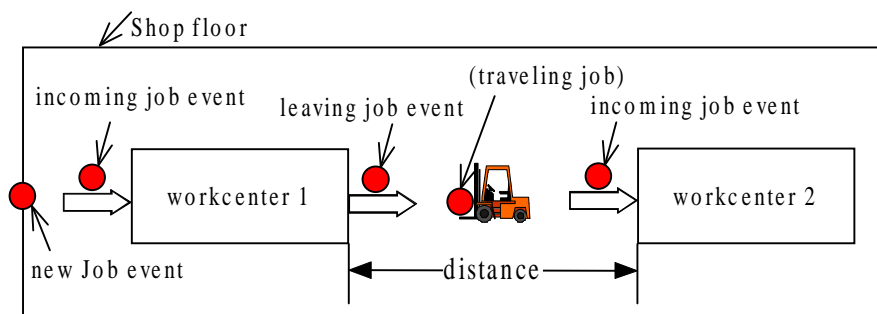 Shop floor
(traveling job)
incoming job event
leaving job event
incoming job event
workcenter 1
workcenter 2
new Job event
distance